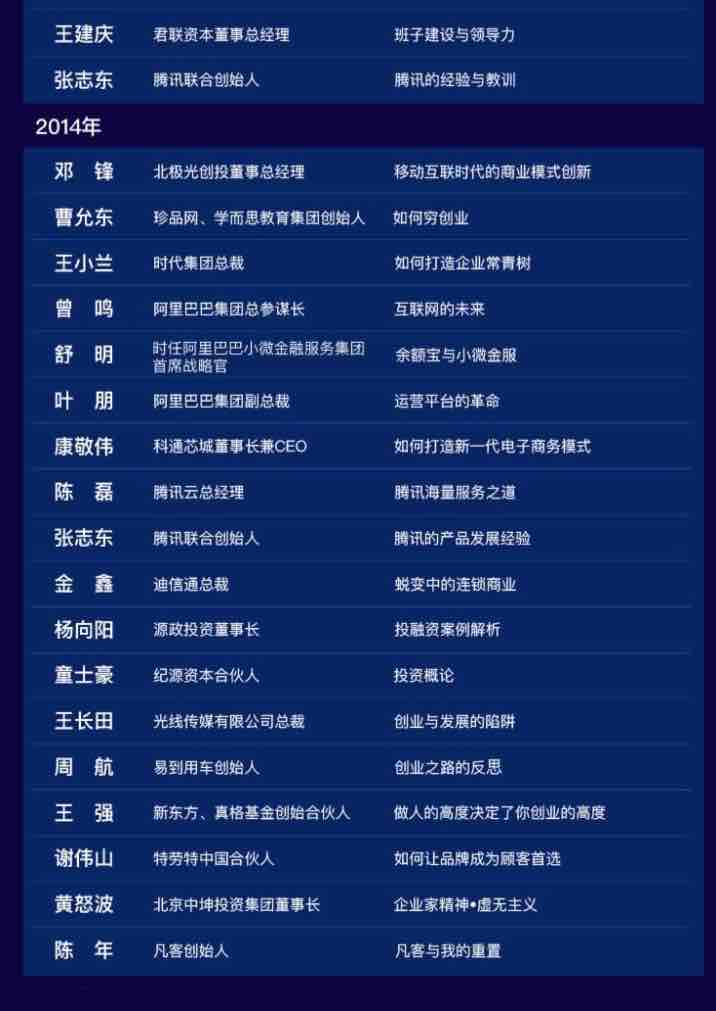 王建庆 君联资本董事总经理 班子建设与领导力
张志东 腾讯联合创始人 腾讯的经验与教训
2014年
邓 锋 北极光创投董事总经理 移动互联时代的商业模式创新
曹允东 珍品网、学而思教育集团创始人 如何穷创业
王小兰 时代集团总裁 如何打造企业常青树
曾 鸣 阿里巴巴集团总参谋长 互联网的未来
舒 明 时任阿里巴巴小微金融服务集团
首席战略官 余额宝与小微金服
叶 朋 阿里巴巴集团副总裁 运营平台的革命
康敬伟 科通芯城董事长兼CEO 如何打造新一代电子商务模式
陈 磊 腾讯云总经理 腾讯海量服务之道
张志东 腾讯联合创始人 腾讯的产品发展经验
金 鑫 迪信通总裁 蜕变中的连锁商业
杨向阳 源政投资董事长 投融资案例解析
童士豪 纪源资本合伙人 投资概论
王长田 光线传媒有限公司总裁 创业与发展的陷阱
周 航 易到用车创始人 创业之路的反思
王 强 新东方、真格基金创始合伙人 做人的高度决定了你创业的高度
谢伟山 特劳特中国合伙人 如何让品牌成为顾客首选
黄怒波 北京中坤投资集团董事长 企业家精神•虚无主义
陈 年 凡客创始人 凡客与我的重置